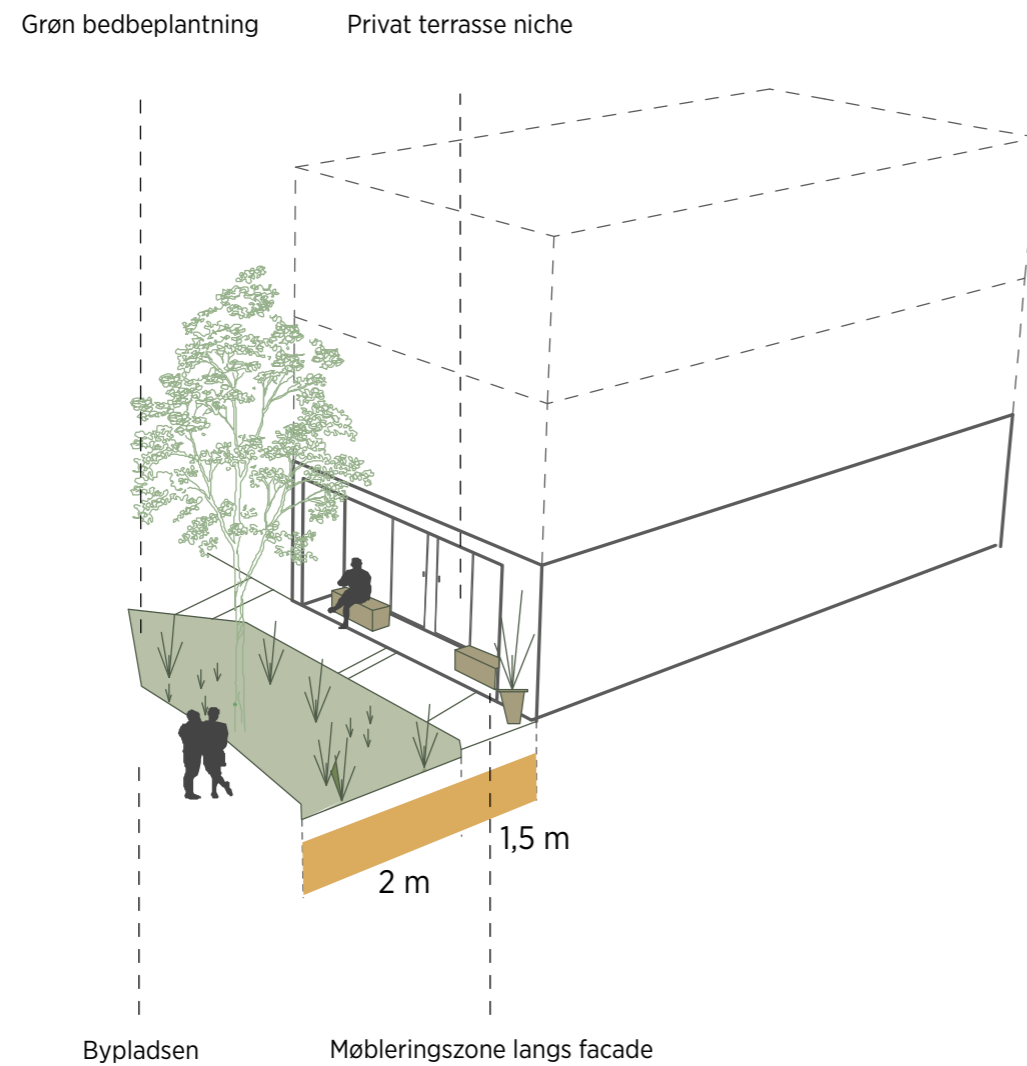 Grøn bedbeplantning
Privat terrasse niche
1,5 m
2 m
Bypladsen
Møbleringszone langs facade